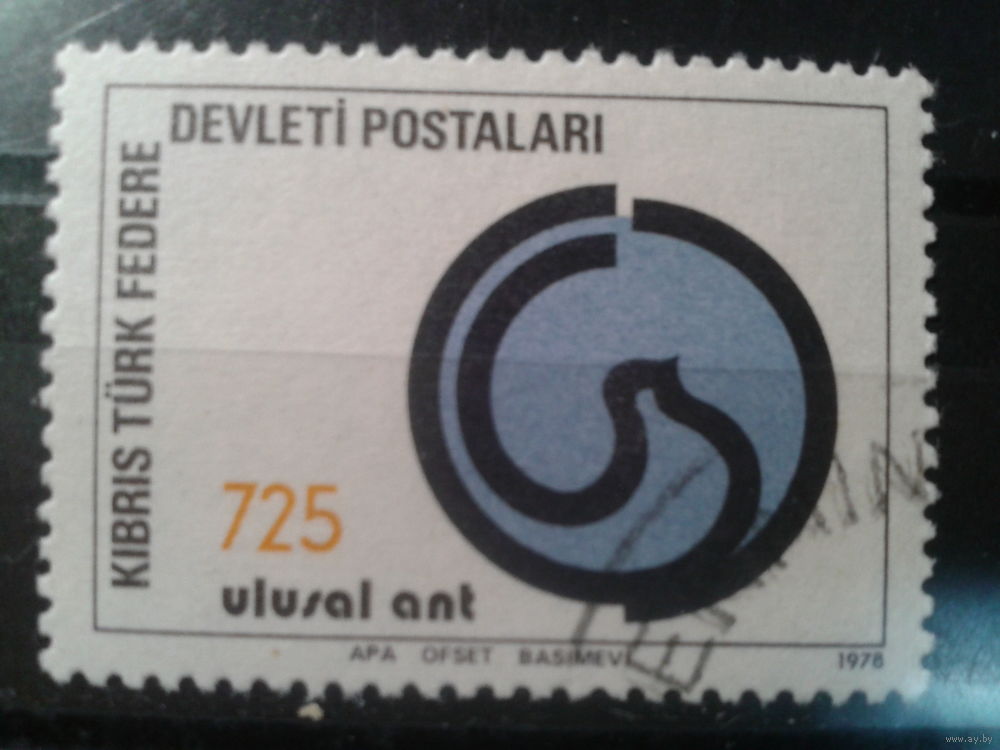 KIBRIS TÜRK FEDERE
DEVLETİ POSTALARI
725
ulusal ant
APA OFSET BASIMEVİ
1978
www.ay.by